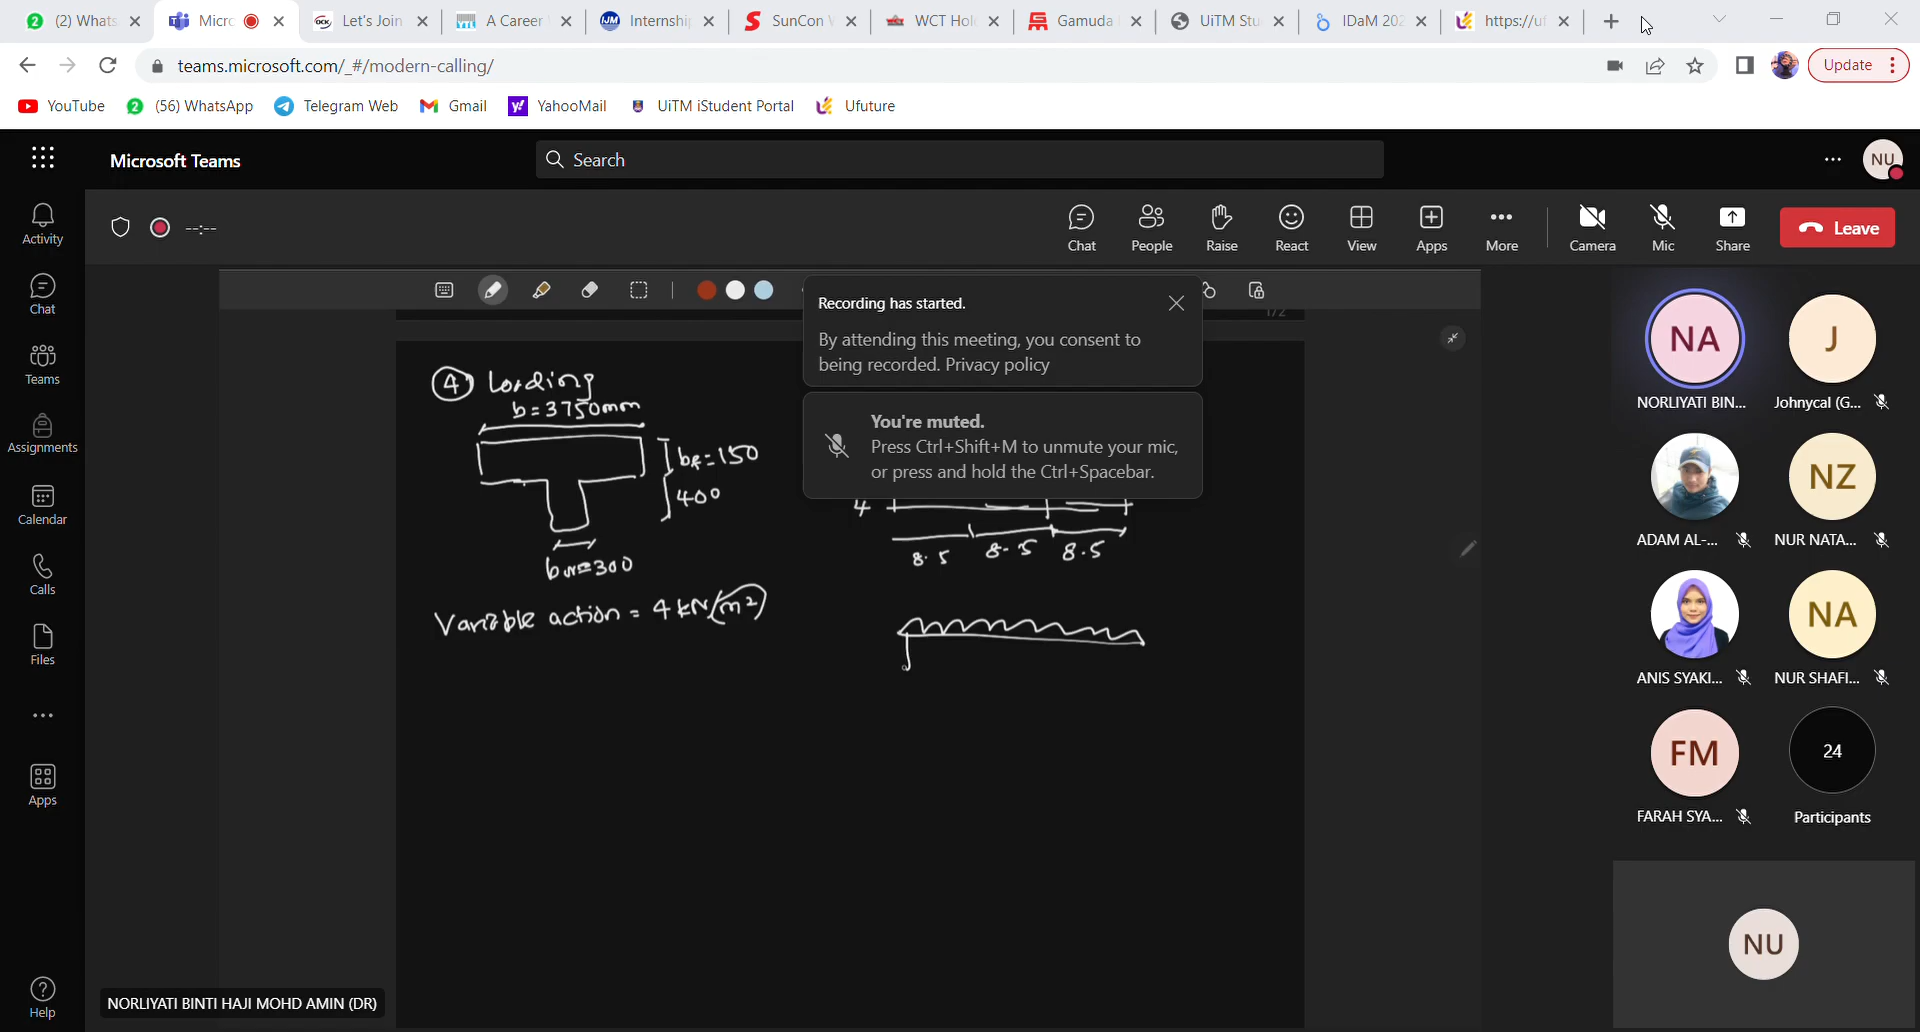 (2) Whats
Micrc
Let's Join
A Career
Internshi
SunCon
WCT Hol
Gamuda
UiTM Stu
IDaM 202
https://uf
teams.microsoft.com/_#/modern-calling/
Update
YouTube
(56) WhatsApp
Telegram Web
Gmail
YahooMail
UiTM iStudent Portal
Ufuture
Microsoft Teams
Search
NU
Activity
Chat
Teams
Assignments
Calendar
Calls
Files
Apps
Help
--:--
Chat
People
Raise
React
View
Apps
More
Camera
Mic
Share
Leave
Recording has started.
By attending this meeting, you consent to
being recorded. Privacy policy
You're muted.
Press Ctrl+Shift+M to unmute your mic,
or press and hold the Ctrl+Spacebar.
4 Loading
b=3750mm
bf=150
400
bw=300
Variable action = 4 kN/m²
4
8.5 8.5 8.5
NA
NORLIYATI BIN...
J
Johnycal (G...
ADAM AL-...
NZ
NUR NATA...
ANIS SYAKI...
NA
NUR SHAFI...
FM
FARAH SYA...
24
Participants
NU
NORLIYATI BINTI HAJI MOHD AMIN (DR)